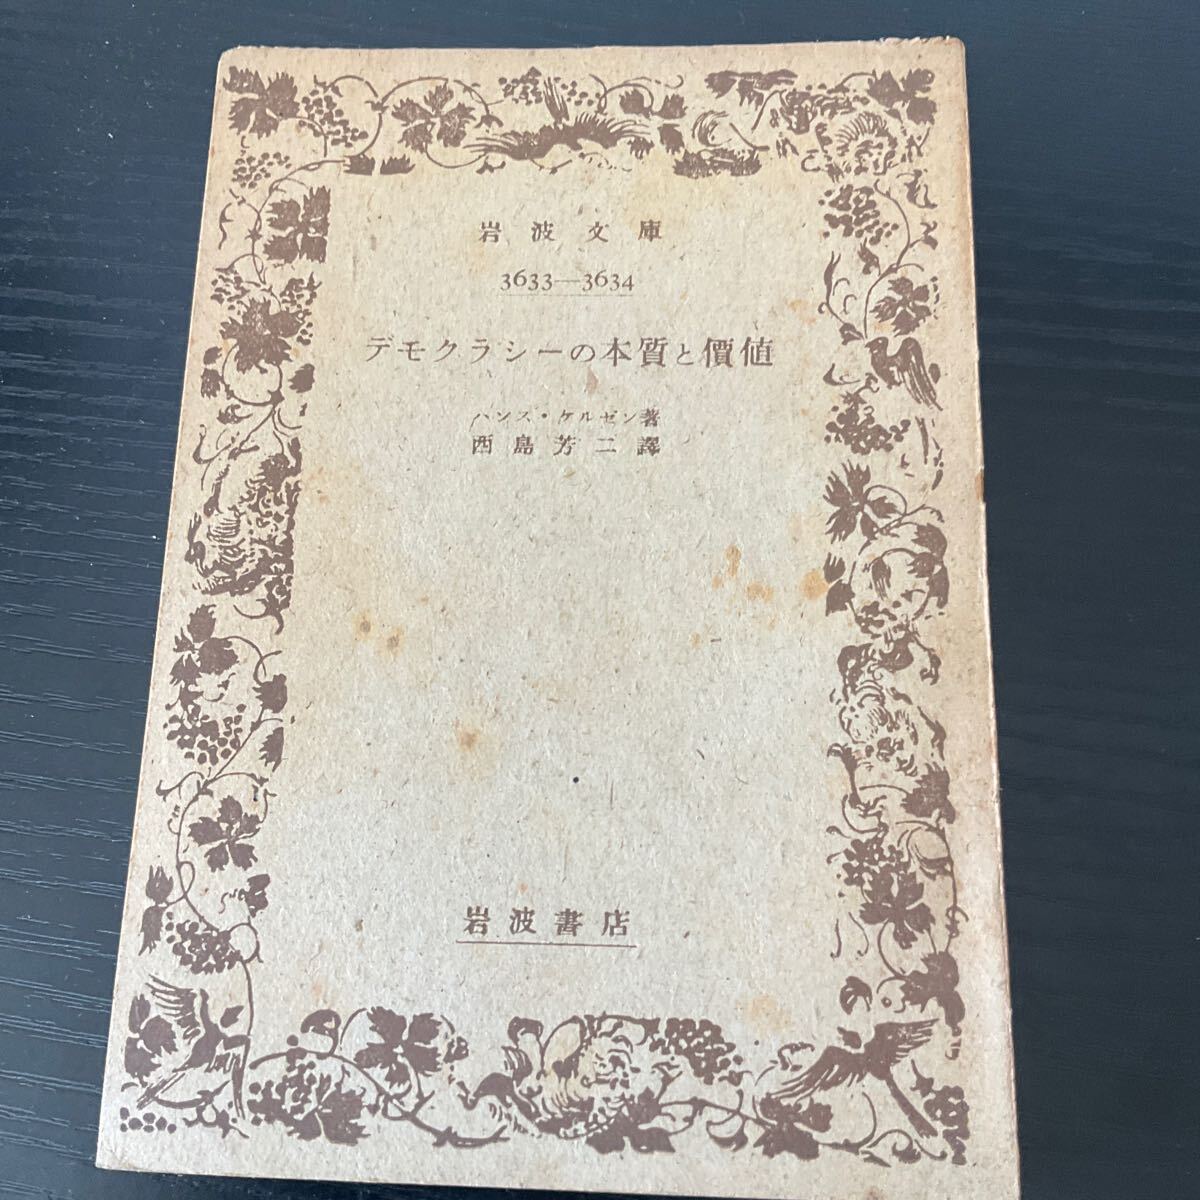 岩波文庫
3633—3634
デモクラシーの本質と價値
ハンス・ケルゼン著
西島芳二譯
岩波書店